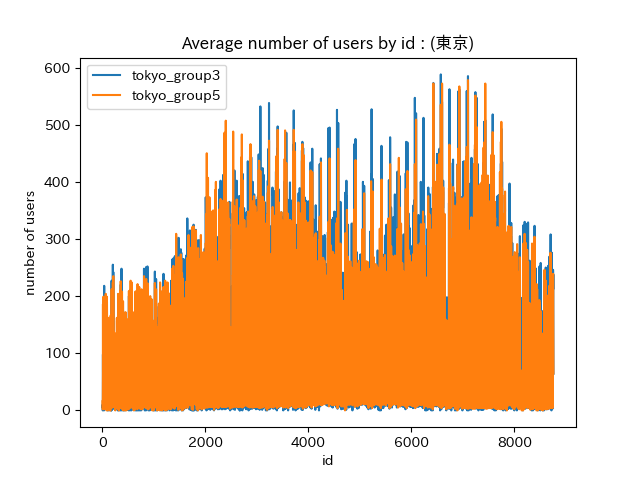 Average number of users by id : (東京)
tokyo_group3
tokyo_group5
600
500
400
300
200
100
0
number of users
0 2000 4000 6000 8000
id